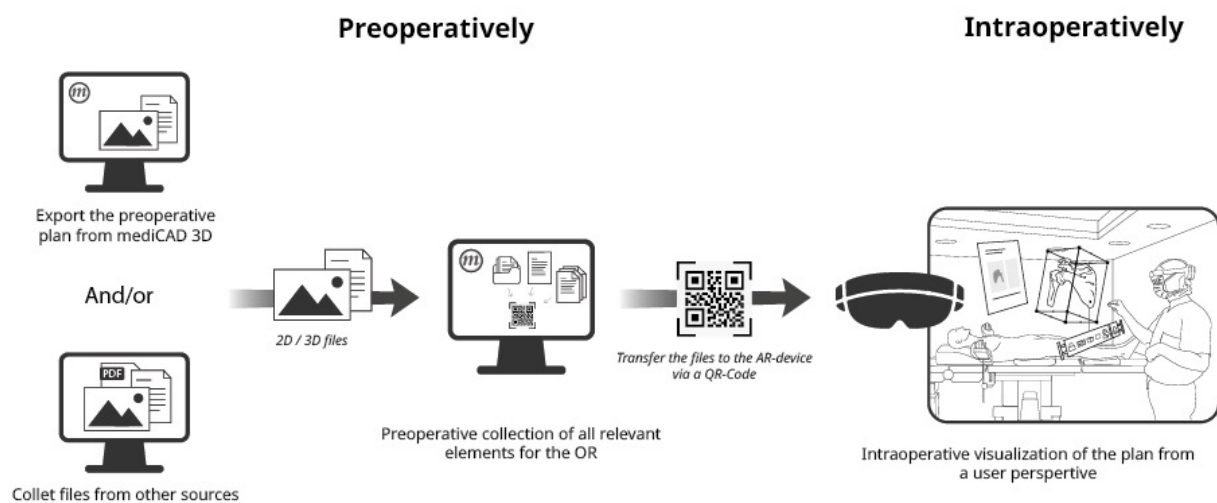 Preoperatively
Intraoperatively
m
Export the preoperative
plan from mediCAD 3D
And/or
PDF
Collet files from other sources
2D / 3D files
m
Preoperative collection of all relevant
elements for the OR
Transfer the files to the AR-device
via a QR-Code
Intraoperative visualization of the plan from
a user perspertive